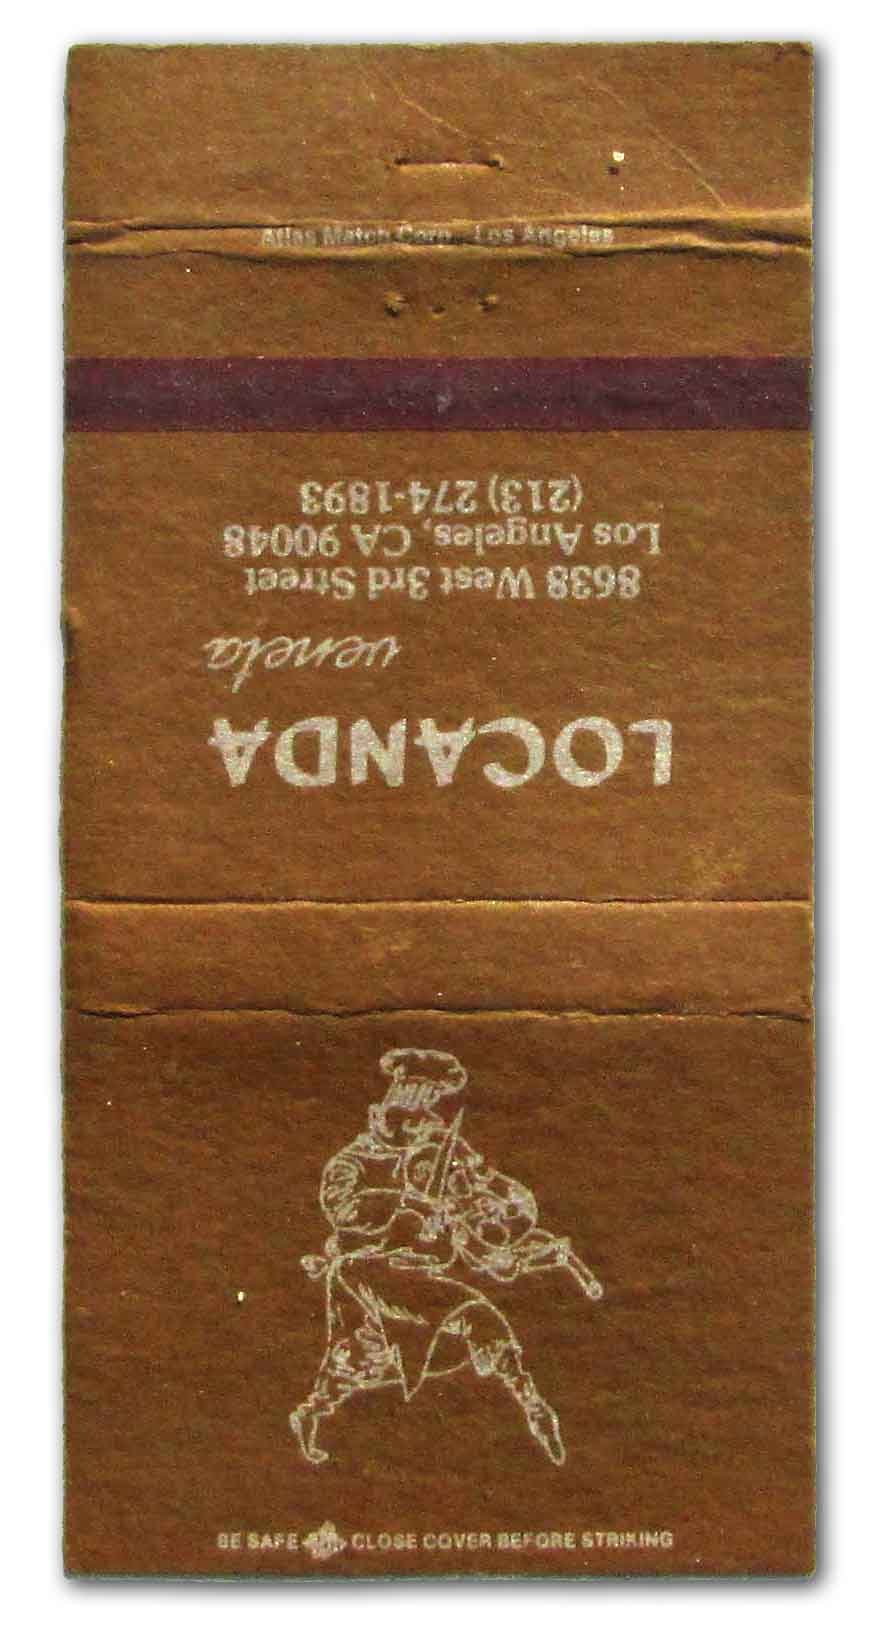 Atlas Match Corp. - Los Angeles
LOCANDA
veneta
8638 West 3rd Street
Los Angeles, CA 90048
(213) 274-1893
BE SAFE CLOSE COVER BEFORE STRIKING